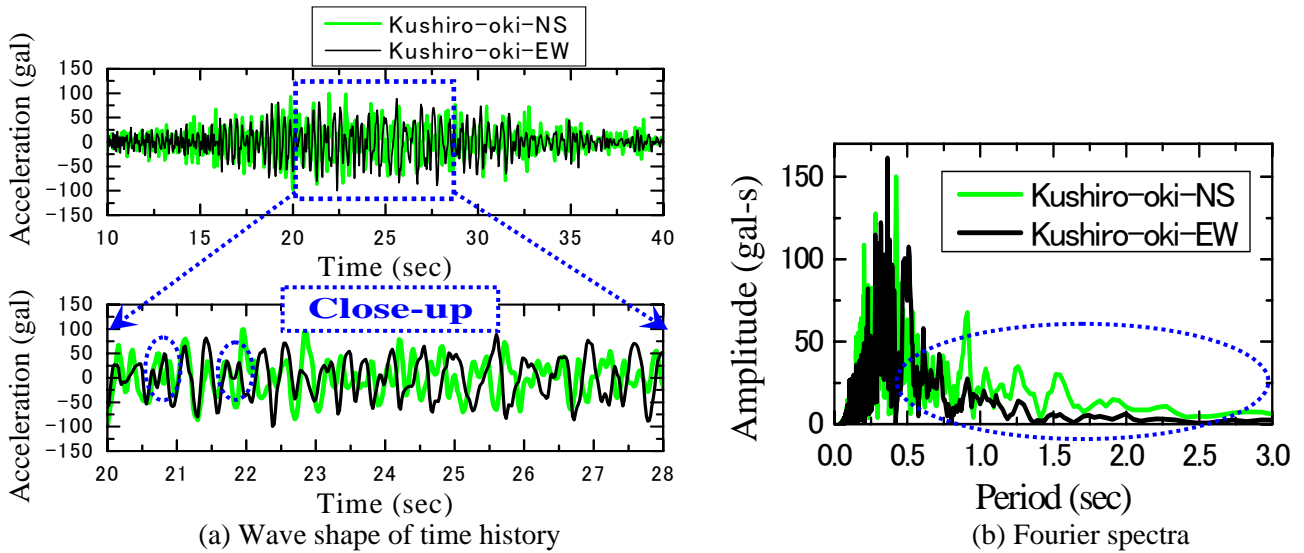 Kushiro-oki-NS
Kushiro-oki-EW
Acceleration (gal)
150
100
50
0
-50
-100
-150
10 15 20 25 30 35 40
Time (sec)
Close-up
Acceleration (gal)
150
100
50
0
-50
-100
-150
20 21 22 23 24 25 26 27 28
Time (sec)
(a) Wave shape of time history
Kushiro-oki-NS
Kushiro-oki-EW
Amplitude (gal-s)
150
100
50
0
0.0 0.5 1.0 1.5 2.0 2.5 3.0
Period (sec)
(b) Fourier spectra